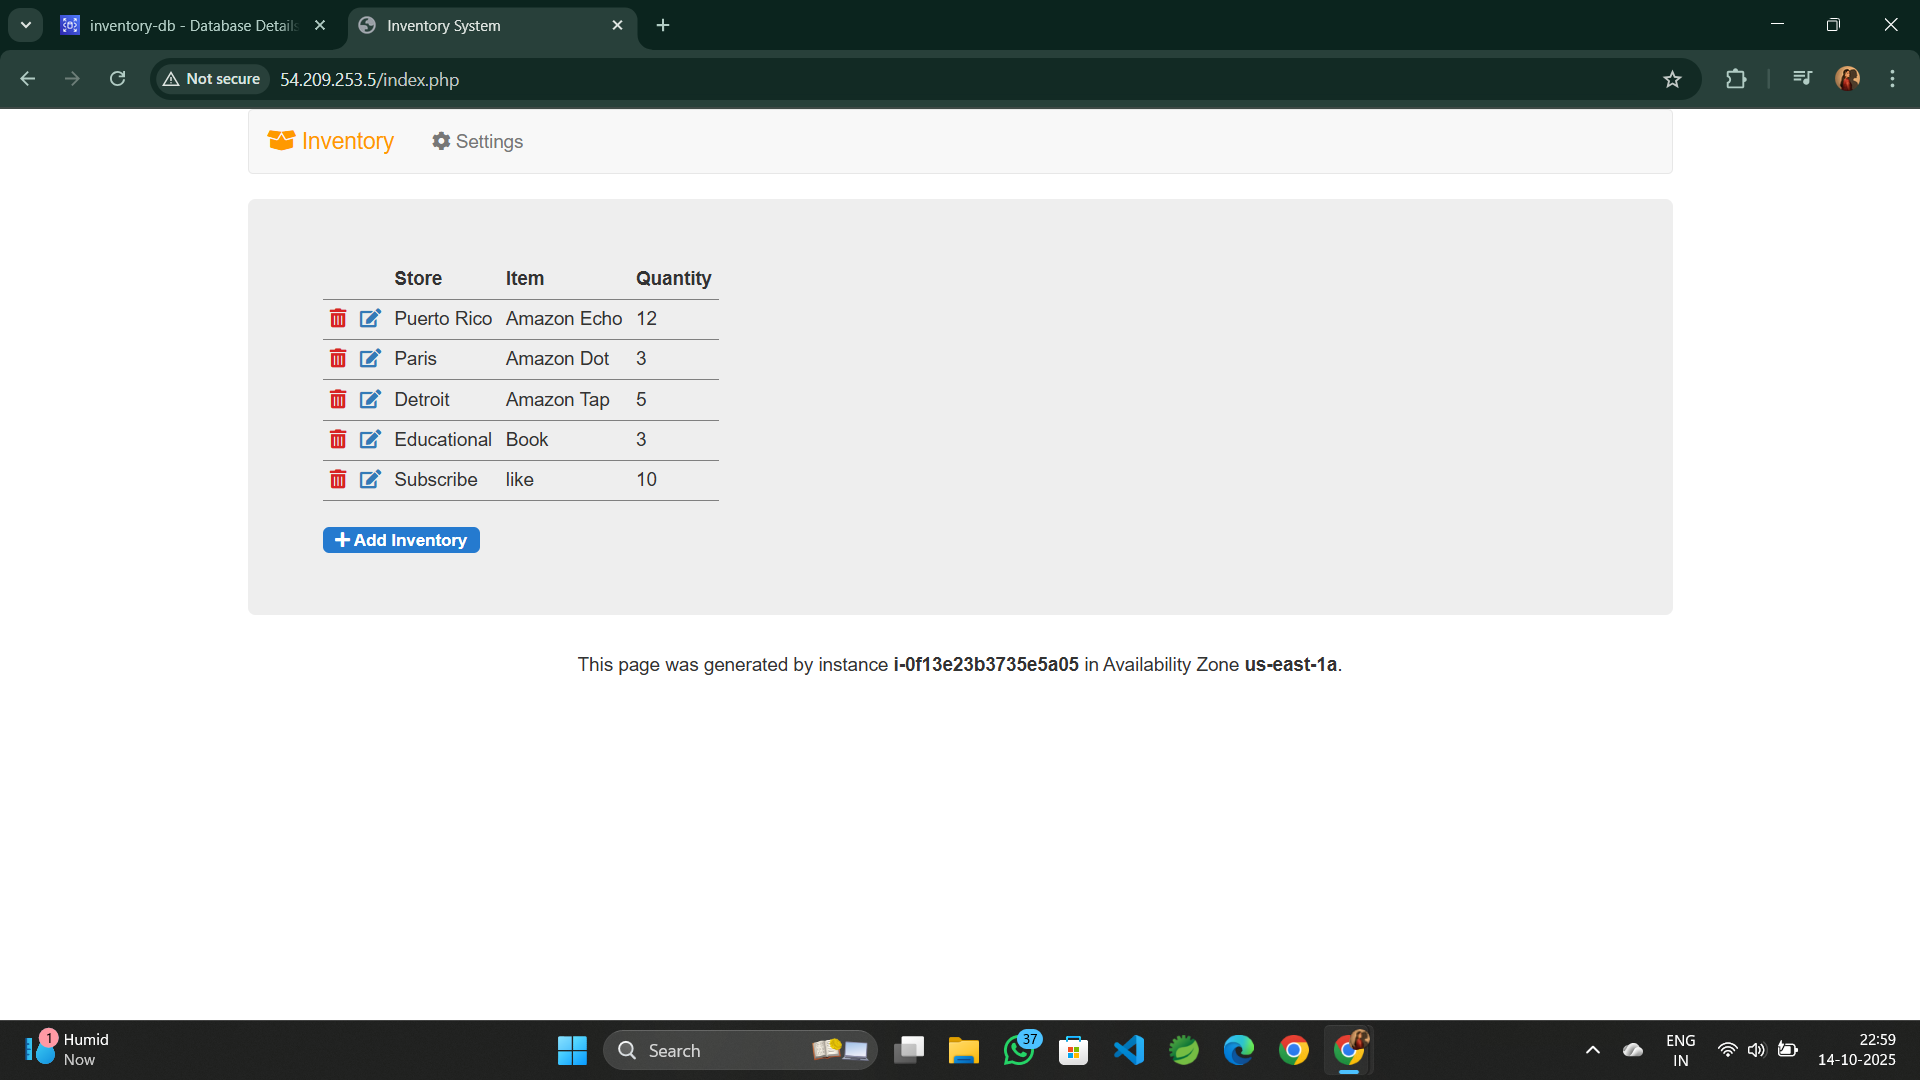 inventory-db - Database Details
Inventory System
Not secure
54.209.253.5/index.php
Inventory
Settings
Store Item Quantity
Puerto Rico Amazon Echo 12
Paris Amazon Dot 3
Detroit Amazon Tap 5
Educational Book 3
Subscribe like 10
Add Inventory
This page was generated by instance i-0f13e23b3735e5a05 in Availability Zone us-east-1a.
1
Humid
Now
Search
37
ENG
IN
22:59
14-10-2025